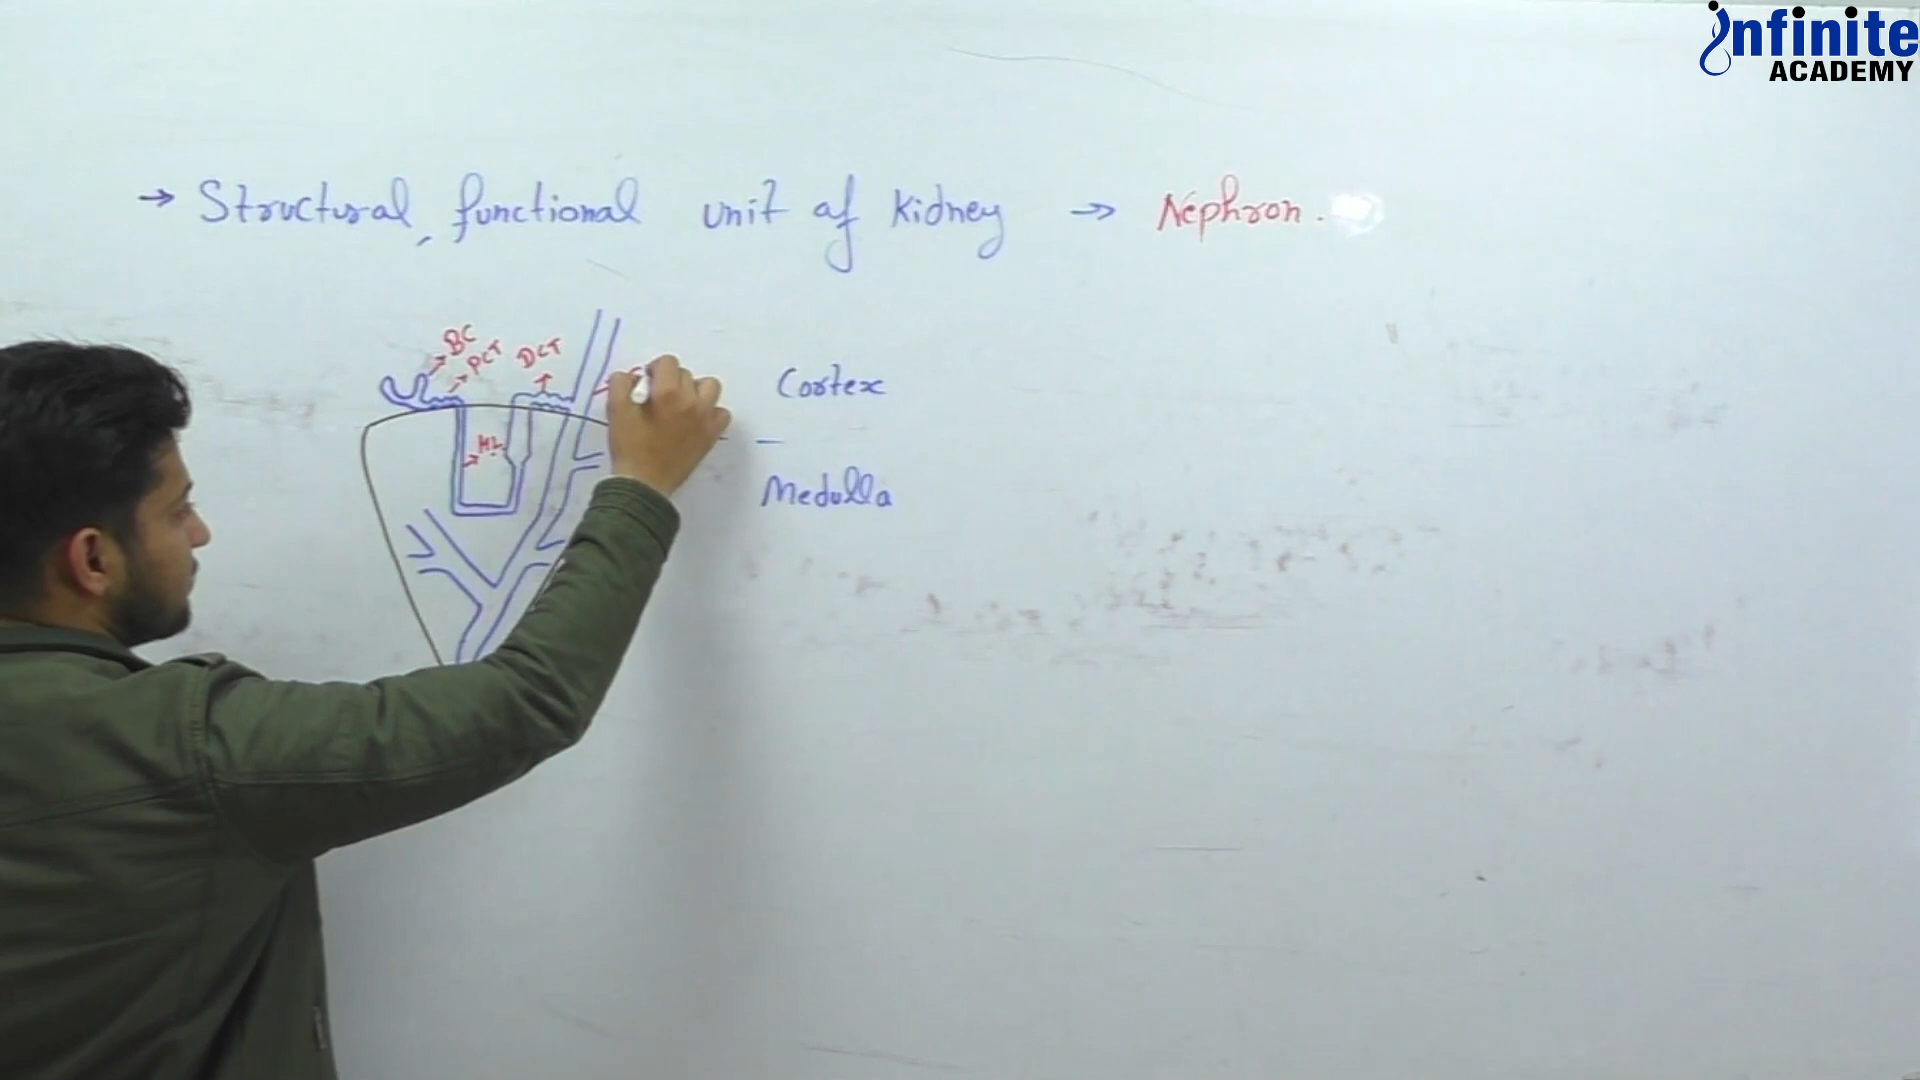 infinite
ACADEMY
→ Structural, functional unit of Kidney → Nephron.
BC
PCT
DCT
HL
Cortex
Medulla